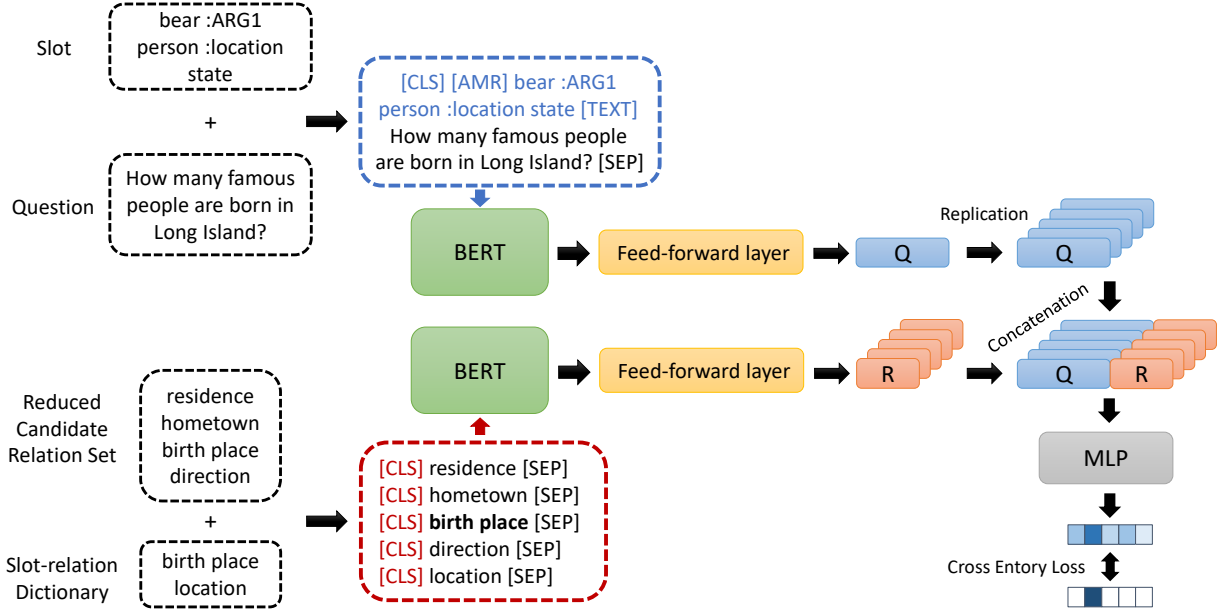 Slot
bear :ARG1
person :location
state
+
Question
How many famous
people are born in
Long Island?
[CLS] [AMR] bear :ARG1
person :location state [TEXT]
How many famous people
are born in Long Island? [SEP]
BERT
Feed-forward layer
Q
Replication
Q
Concatenation
BERT
Feed-forward layer
R
Q
R
Reduced
Candidate
Relation Set
residence
hometown
birth place
direction
+
Slot-relation
Dictionary
birth place
location
[CLS] residence [SEP]
[CLS] hometown [SEP]
[CLS] birth place [SEP]
[CLS] direction [SEP]
[CLS] location [SEP]
MLP
Cross Entory Loss